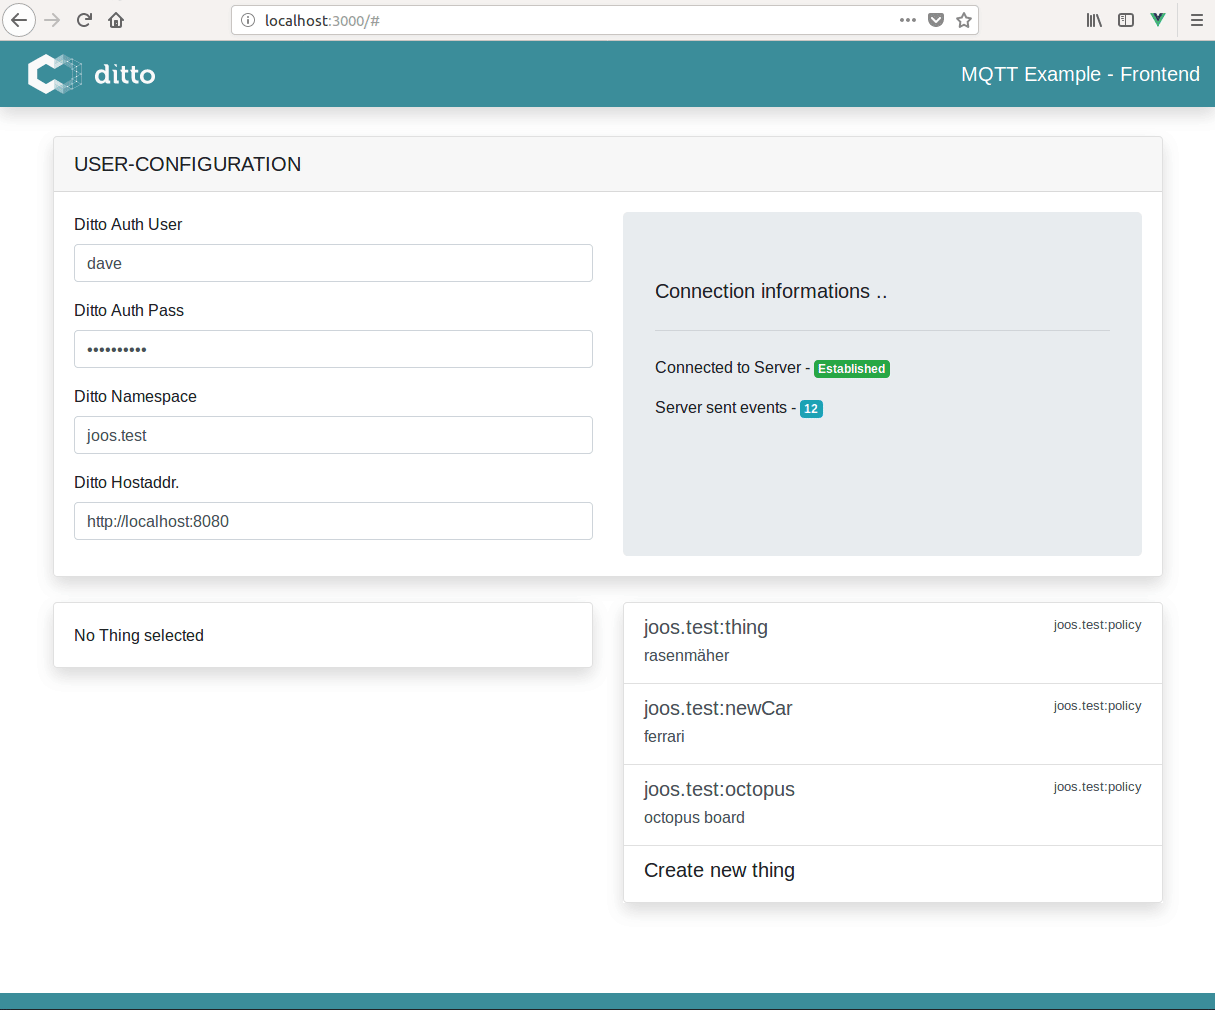 localhost:3000/#
ditto
MQTT Example - Frontend
USER-CONFIGURATION
Ditto Auth User
dave
Ditto Auth Pass
••••••••••
Ditto Namespace
joos.test
Ditto Hostaddr.
http://localhost:8080
Connection informations ..
Connected to Server - Established
Server sent events - 12
No Thing selected
joos.test:thing
joos.test:policy
rasenmäher
joos.test:newCar
joos.test:policy
ferrari
joos.test:octopus
joos.test:policy
octopus board
Create new thing